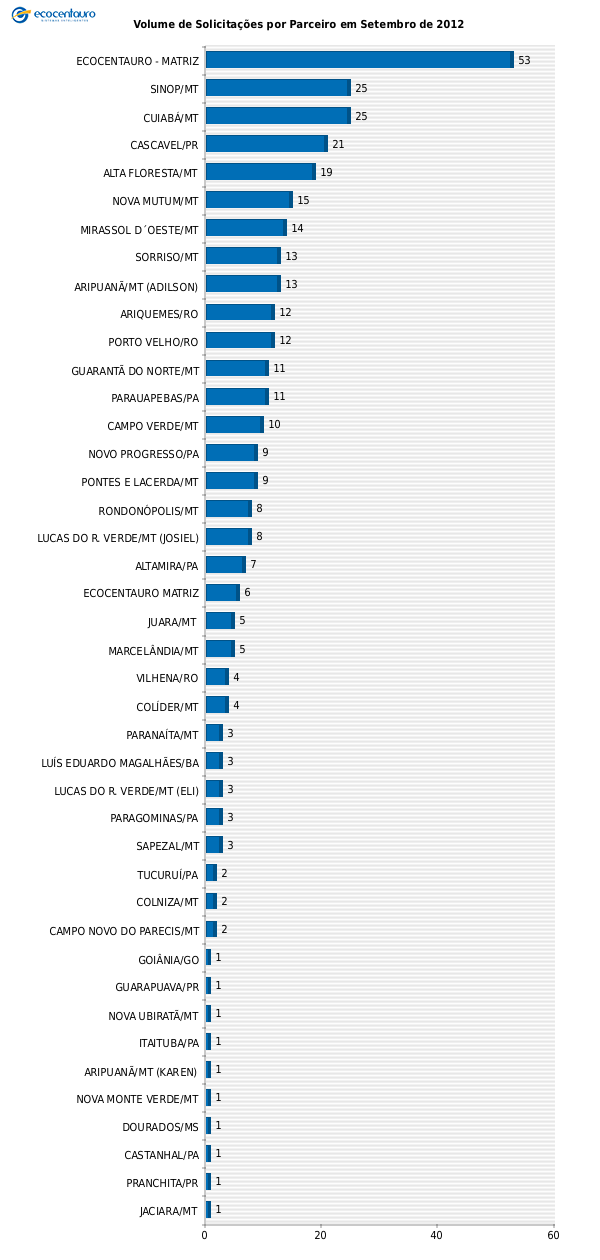 ecocentauro
Volume de Solicitações por Parceiro em Setembro de 2012
ECOCENTAURO - MATRIZ 53
SINOP/MT 25
CUIABÁ/MT 25
CASCAVEL/PR 21
ALTA FLORESTA/MT 19
NOVA MUTUM/MT 15
MIRASSOL D´OESTE/MT 14
SORRISO/MT 13
ARIPUANÃ/MT (ADILSON) 13
ARIQUEMES/RO 12
PORTO VELHO/RO 12
GUARANTÃ DO NORTE/MT 11
PARAUAPEBAS/PA 11
CAMPO VERDE/MT 10
NOVO PROGRESSO/PA 9
PONTES E LACERDA/MT 9
RONDONÓPOLIS/MT 8
LUCAS DO R. VERDE/MT (JOSIEL) 8
ALTAMIRA/PA 7
ECOCENTAURO MATRIZ 6
JUARA/MT 5
MARCELÂNDIA/MT 5
VILHENA/RO 4
COLÍDER/MT 4
PARANAÍTA/MT 3
LUÍS EDUARDO MAGALHÃES/BA 3
LUCAS DO R. VERDE/MT (ELI) 3
PARAGOMINAS/PA 3
SAPEZAL/MT 3
TUCURUÍ/PA 2
COLNIZA/MT 2
CAMPO NOVO DO PARECIS/MT 2
GOIÂNIA/GO 1
GUARAPUAVA/PR 1
NOVA UBIRATÃ/MT 1
ITAITUBA/PA 1
ARIPUANÃ/MT (KAREN) 1
NOVA MONTE VERDE/MT 1
DOURADOS/MS 1
CASTANHAL/PA 1
PRANCHITA/PR 1
JACIARA/MT 1
0 20 40 60